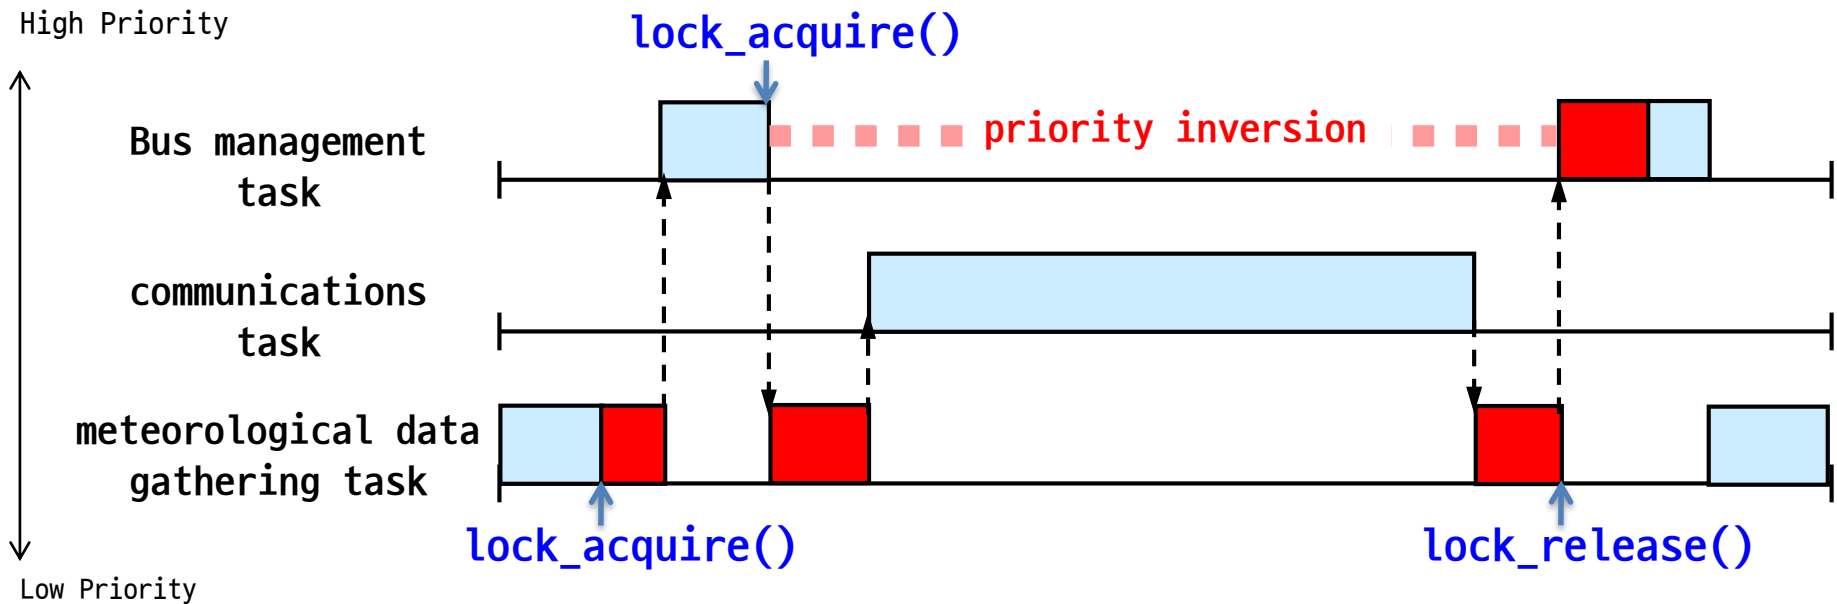 High Priority
lock_acquire()
Bus management
task
priority inversion
communications
task
meteorological data
gathering task
lock_acquire()
lock_release()
Low Priority